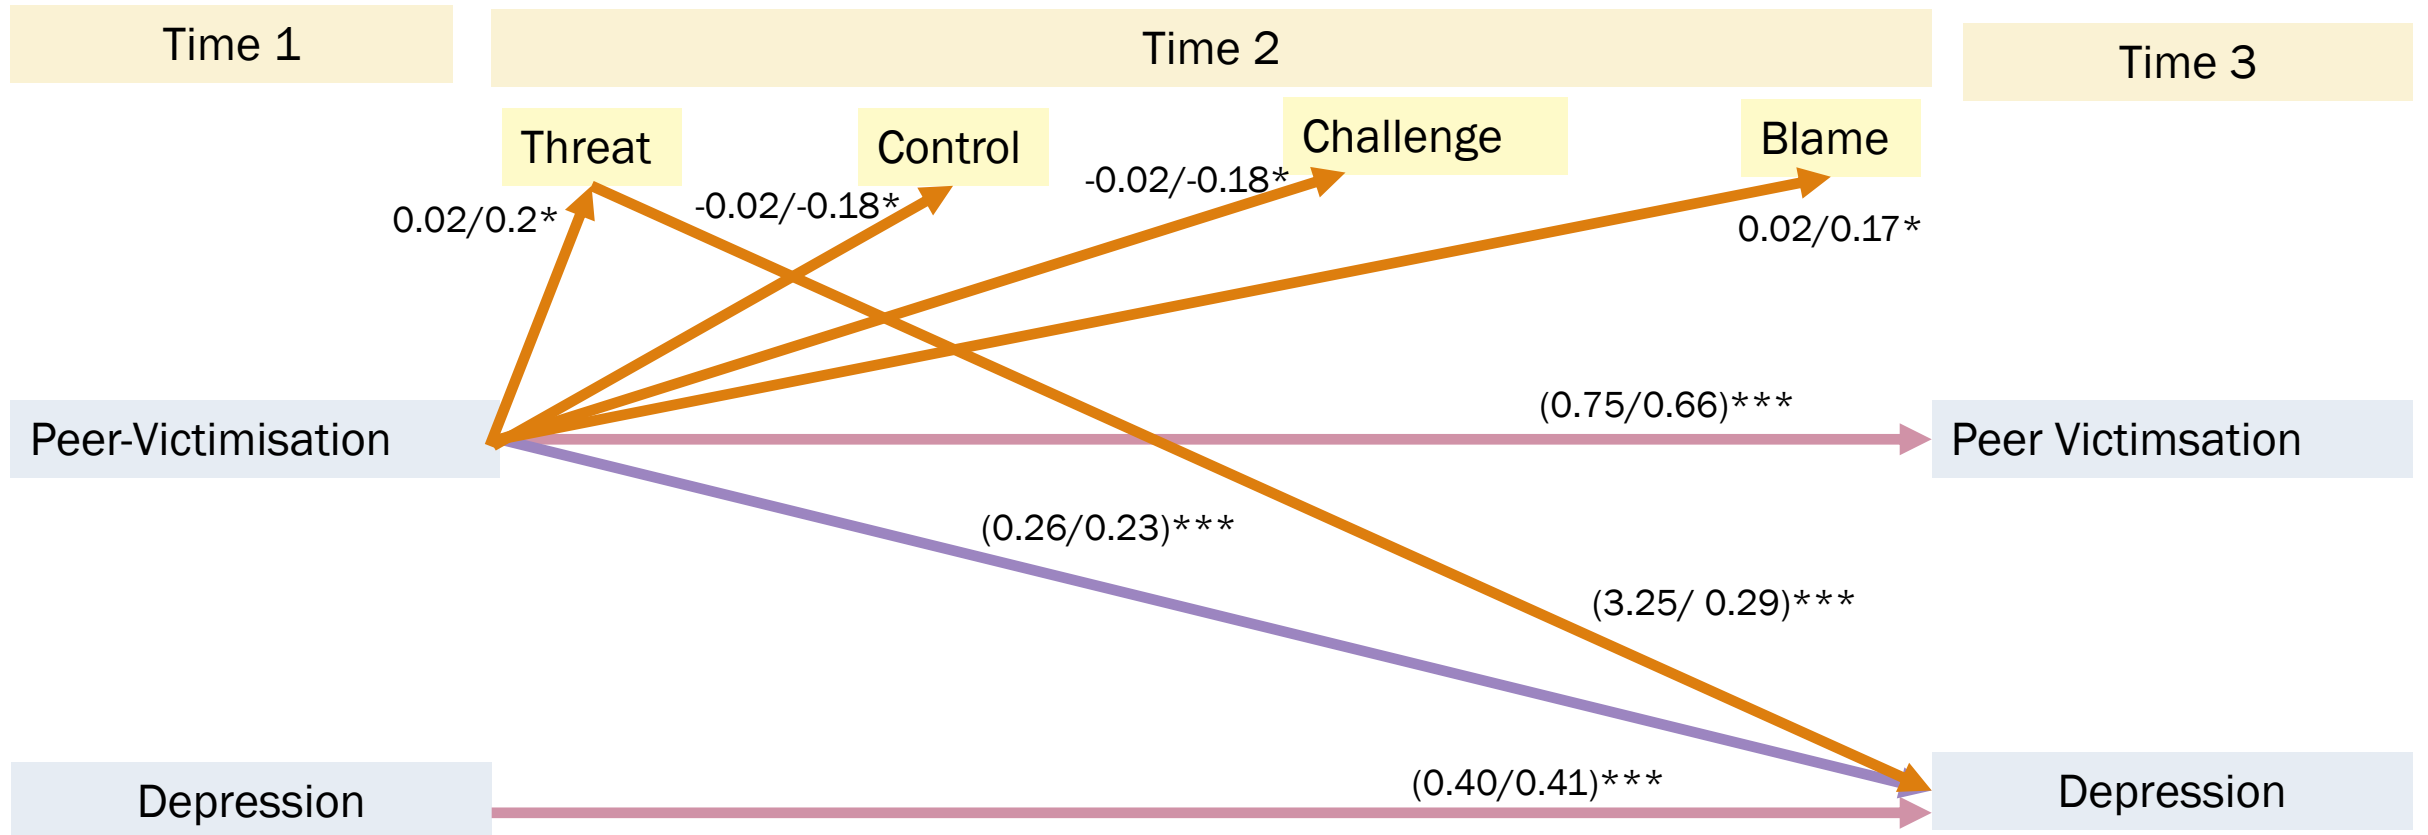 Time 1
Time 2
Time 3
Threat
Control
Challenge
Blame
0.02/0.2*
-0.02/-0.18*
-0.02/-0.18*
0.02/0.17*
(0.75/0.66)***
Peer-Victimisation
Peer Victimsation
(0.26/0.23)***
(3.25/ 0.29)***
(0.40/0.41)***
Depression
Depression